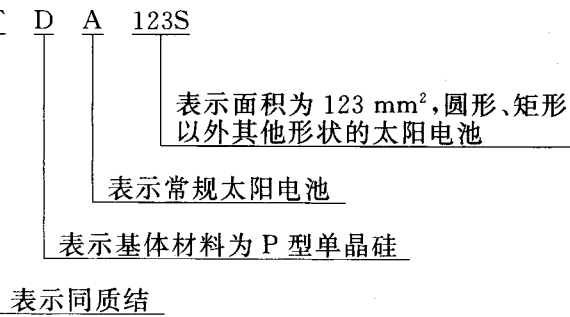 D A 123S
表示面积为 123 mm²,圆形、矩形
以外其他形状的太阳电池
表示常规太阳电池
表示基体材料为 P 型单晶硅
表示同质结